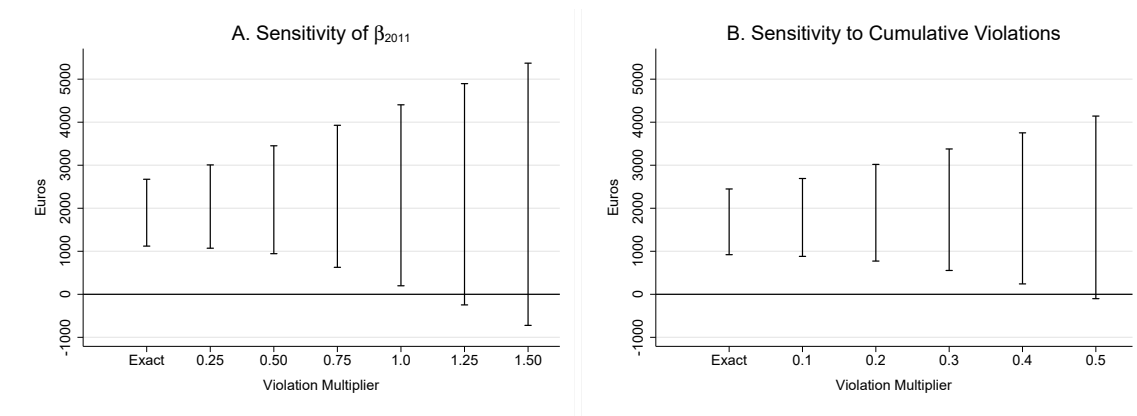 A. Sensitivity of β2011
5000
4000
3000
2000
1000
0
-1000
Euros
Exact 0.25 0.50 0.75 1.0 1.25 1.50
Violation Multiplier
B. Sensitivity to Cumulative Violations
5000
4000
3000
2000
1000
0
-1000
Euros
Exact 0.1 0.2 0.3 0.4 0.5
Violation Multiplier